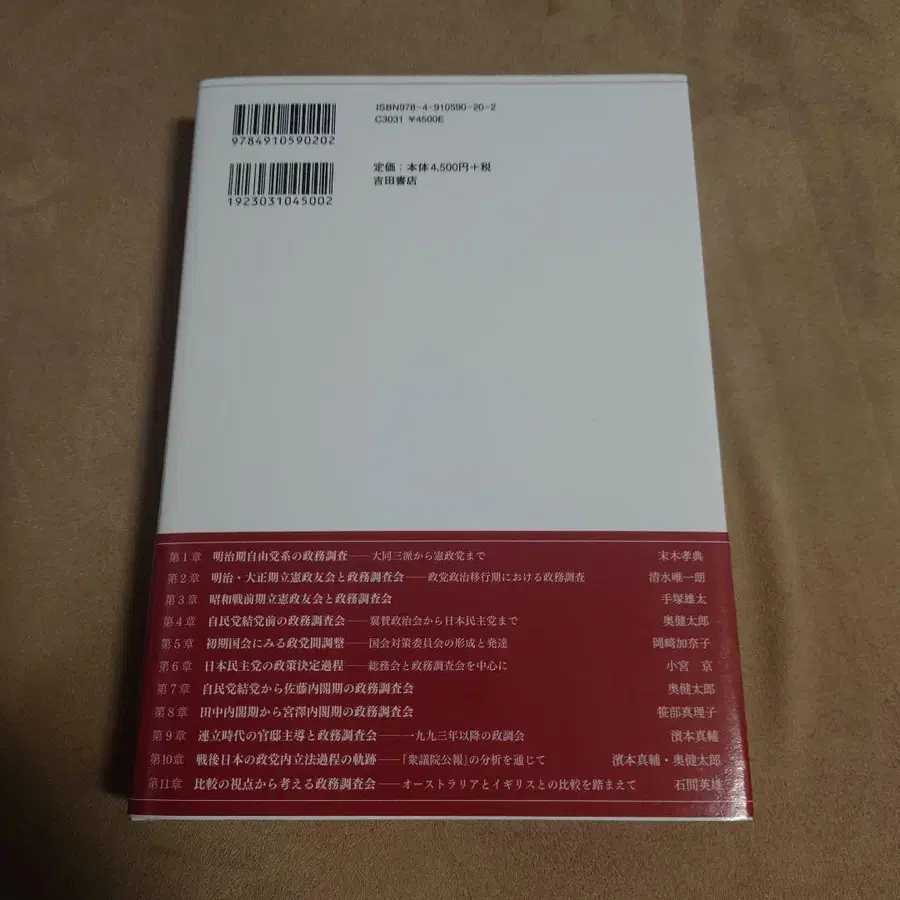 ISBN978-4-910590-20-2
C3031 ¥4500E
9784910590202
定価：本体4,500円＋税
吉田書店
1923031045002
第1章 明治期自由党系の政務調査──大同三派から憲政党まで 末木孝典
第2章 明治・大正期立憲政友会と政務調査会──政党政治移行期における政務調査 清水唯一朗
第3章 昭和戦前期立憲政友会と政務調査会 手塚雄太
第4章 自民党結党前の政務調査会──翼賛政治会から日本民主党まで 奥健太郎
第5章 初期国会にみる政党間調整──国会対策委員会の形成と発達 岡﨑加奈子
第6章 日本民主党の政策決定過程──総務会と政務調査会を中心に 小宮 京
第7章 自民党結党から佐藤内閣期の政務調査会 奥健太郎
第8章 田中内閣期から宮澤内閣期の政務調査会 笹部真理子
第9章 連立時代の官邸主導と政務調査会──一九九三年以降の政調会 濱本真輔
第10章 戦後日本の政党内立法過程の軌跡──「衆議院公報」の分析を通じて 濱本真輔・奥健太郎
第11章 比較の視点から考える政務調査会──オーストラリアとイギリスとの比較を踏まえて 石間英雄